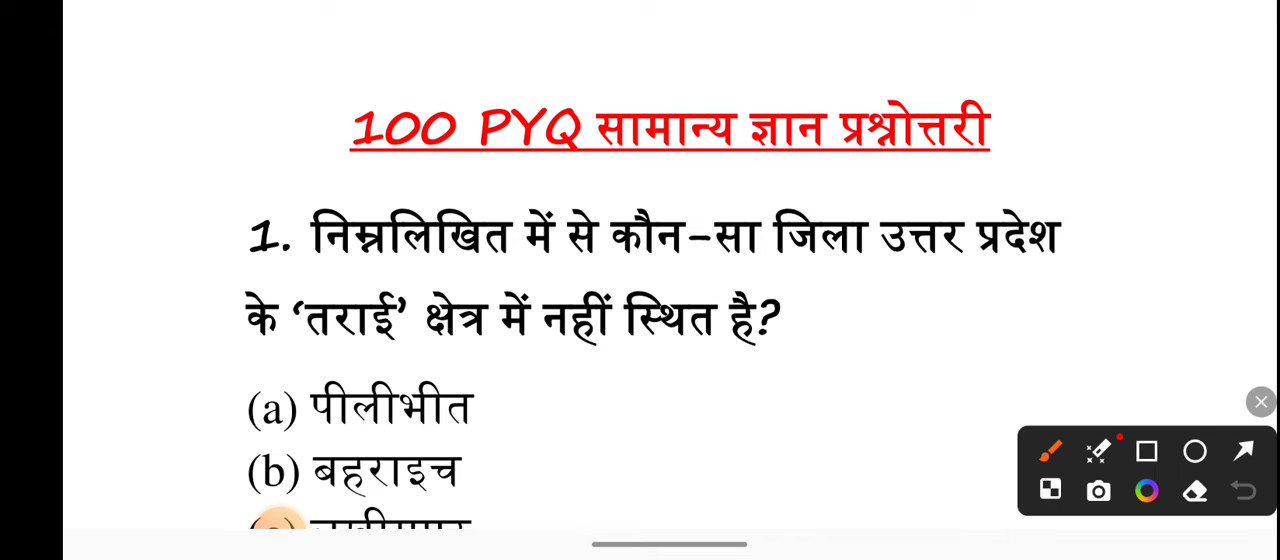 100 PYQ सामान्य ज्ञान प्रश्नोत्तरी
1. निम्नलिखित में से कौन-सा जिला उत्तर प्रदेश
के ‘तराई’ क्षेत्र में नहीं स्थित है?
(a) पीलीभीत
(b) बहराइच